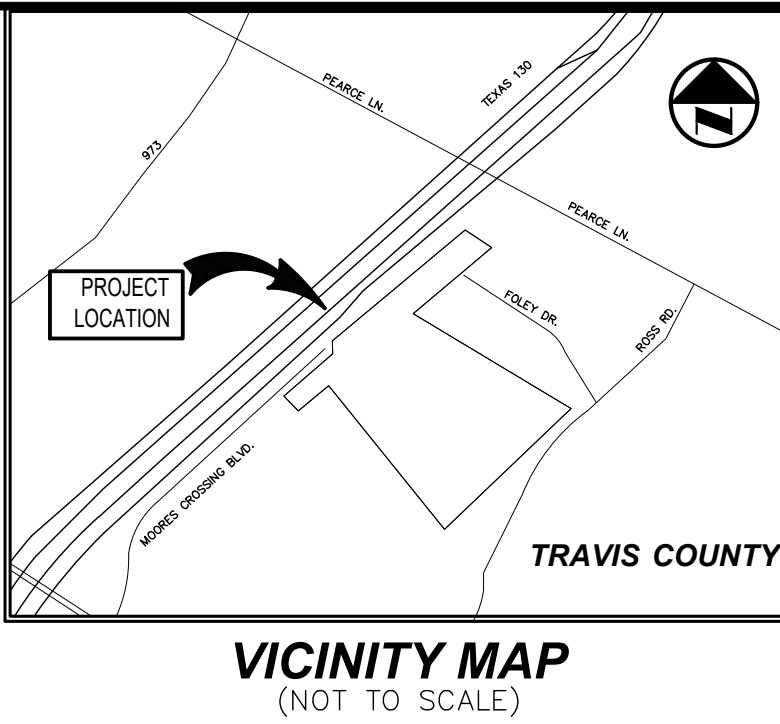 PEARCE LN.
TEXAS 130
973
N
PEARCE LN.
PROJECT
LOCATION
FOLEY DR.
ROSS RD.
MOORES CROSSING BLVD.
TRAVIS COUNTY
VICINITY MAP
(NOT TO SCALE)